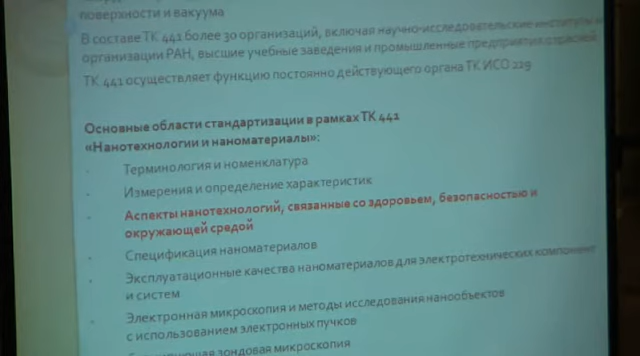 поверхности и вакуума
В составе ТК 441 более 30 организаций, включая научно-исследовательские институты и
организации РАН, высшие учебные заведения и промышленные предприятия отраслей
ТК 441 осуществляет функцию постоянно действующего органа ТК ИСО 229
Основные области стандартизации в рамках ТК 441
«Нанотехнологии и наноматериалы»:
- Терминология и номенклатура
- Измерения и определение характеристик
- Аспекты нанотехнологий, связанные со здоровьем, безопасностью и
окружающей средой
- Спецификация наноматериалов
- Эксплуатационные качества наноматериалов для электротехнических компонент
и систем
- Электронная микроскопия и методы исследования нанообъектов
с использованием электронных пучков
зондовая микроскопия